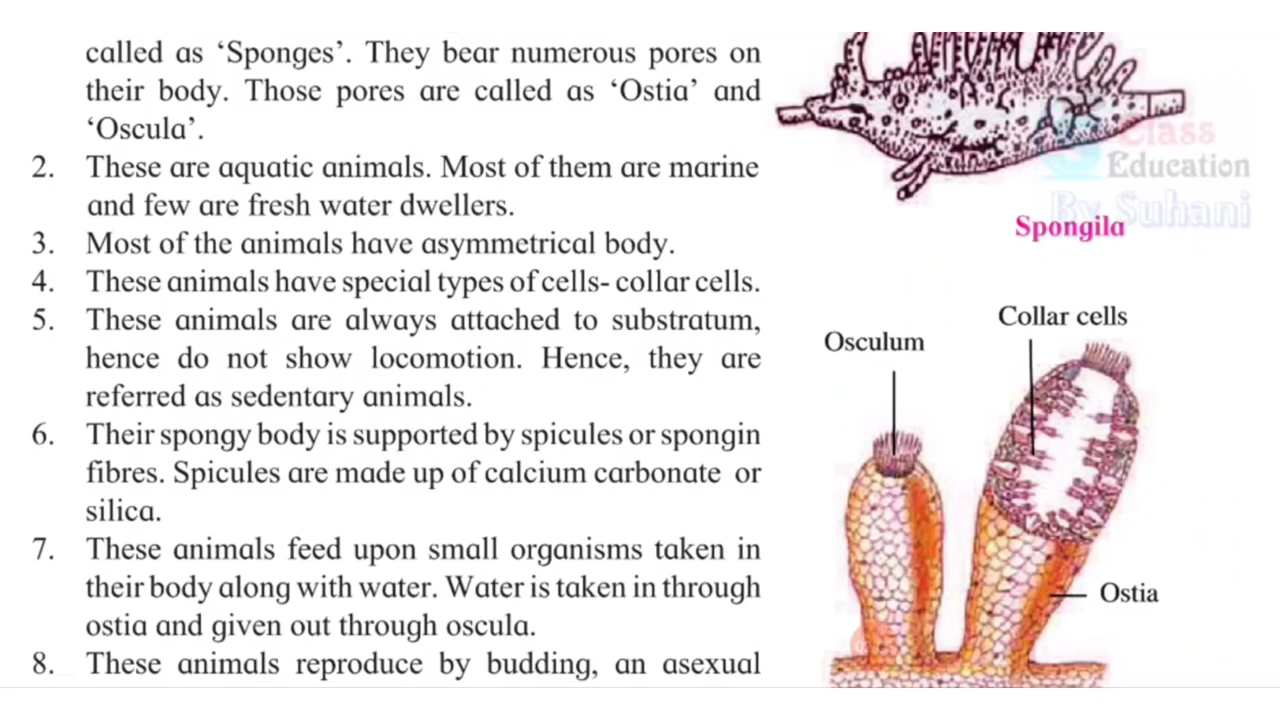 called as ‘Sponges’. They bear numerous pores on
their body. Those pores are called as ‘Ostia’ and
‘Oscula’.
2. These are aquatic animals. Most of them are marine
and few are fresh water dwellers.
3. Most of the animals have asymmetrical body.
4. These animals have special types of cells- collar cells.
5. These animals are always attached to substratum,
hence do not show locomotion. Hence, they are
referred as sedentary animals.
6. Their spongy body is supported by spicules or spongin
fibres. Spicules are made up of calcium carbonate or
silica.
7. These animals feed upon small organisms taken in
their body along with water. Water is taken in through
ostia and given out through oscula.
8. These animals reproduce by budding, an asexual
Class
Education
By Suhani
Spongila
Collar cells
Osculum
Ostia